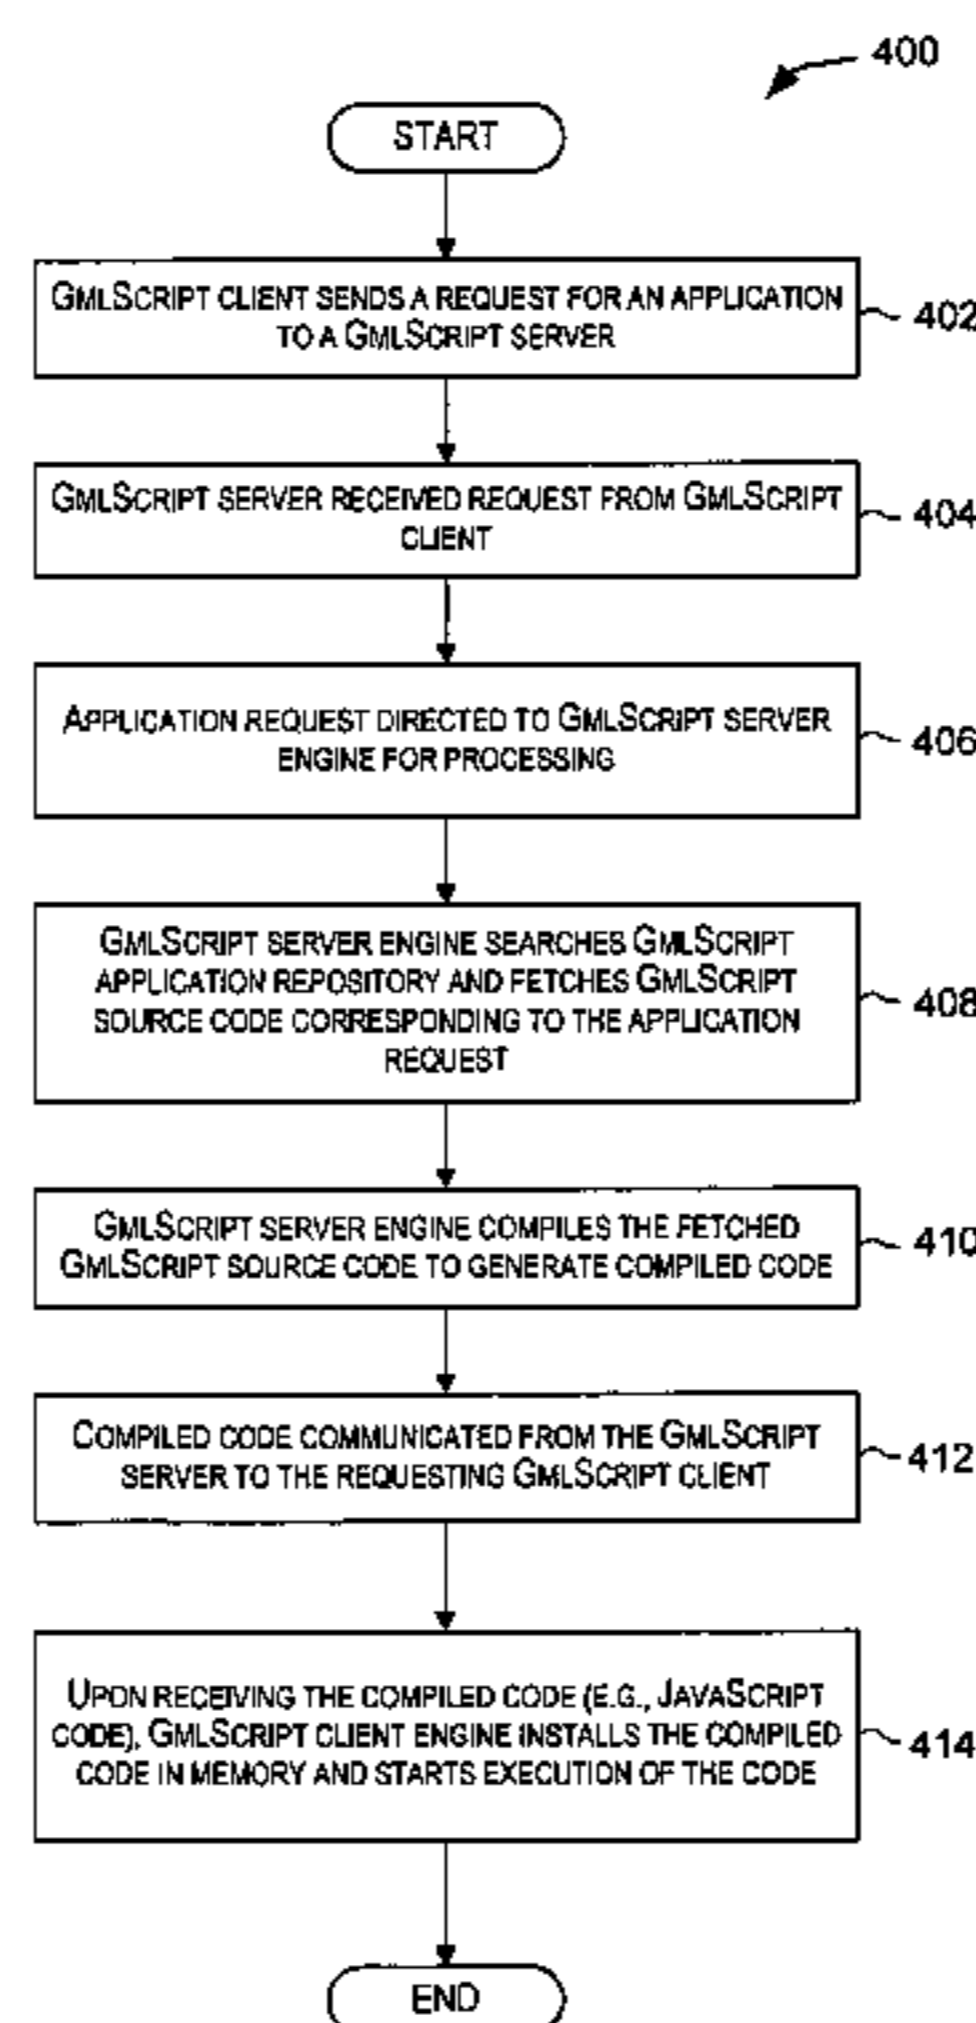 400
START
GMLSCRIPT CLIENT SENDS A REQUEST FOR AN APPLICATION
TO A GMLSCRIPT SERVER
402
GMLSCRIPT SERVER RECEIVED REQUEST FROM GMLSCRIPT
CLIENT
404
APPLICATION REQUEST DIRECTED TO GMLSCRIPT SERVER
ENGINE FOR PROCESSING
406
GMLSCRIPT SERVER ENGINE SEARCHES GMLSCRIPT
APPLICATION REPOSITORY AND FETCHES GMLSCRIPT
SOURCE CODE CORRESPONDING TO THE APPLICATION
REQUEST
408
GMLSCRIPT SERVER ENGINE COMPILES THE FETCHED
GMLSCRIPT SOURCE CODE TO GENERATE COMPILED CODE
410
COMPILED CODE COMMUNICATED FROM THE GMLSCRIPT
SERVER TO THE REQUESTING GMLSCRIPT CLIENT
412
UPON RECEIVING THE COMPILED CODE (E.G., JAVASCRIPT
CODE), GMLSCRIPT CLIENT ENGINE INSTALLS THE COMPILED
CODE IN MEMORY AND STARTS EXECUTION OF THE CODE
414
END